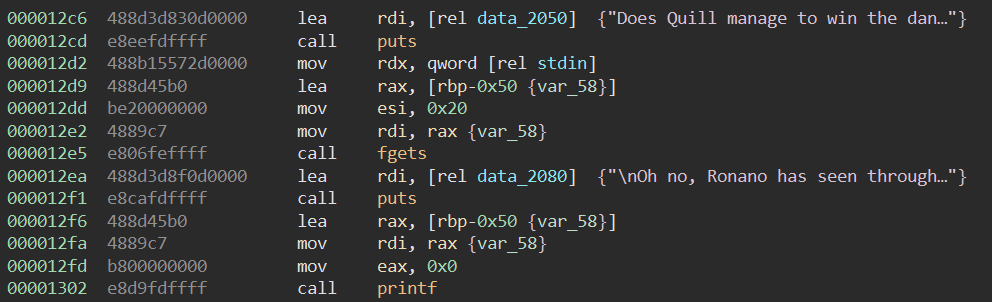 000012c6 488d3d830d0000 lea rdi, [rel data_2050] {"Does Quill manage to win the dan…"}
000012cd e8eefdffff call puts
000012d2 488b15572d0000 mov rdx, qword [rel stdin]
000012d9 488d45b0 lea rax, [rbp-0x50 {var_58}]
000012dd be20000000 mov esi, 0x20
000012e2 4889c7 mov rdi, rax {var_58}
000012e5 e806feffff call fgets
000012ea 488d3d8f0d0000 lea rdi, [rel data_2080] {"\nOh no, Ronano has seen through…"}
000012f1 e8cafdffff call puts
000012f6 488d45b0 lea rax, [rbp-0x50 {var_58}]
000012fa 4889c7 mov rdi, rax {var_58}
000012fd b800000000 mov eax, 0x0
00001302 e8d9fdffff call printf